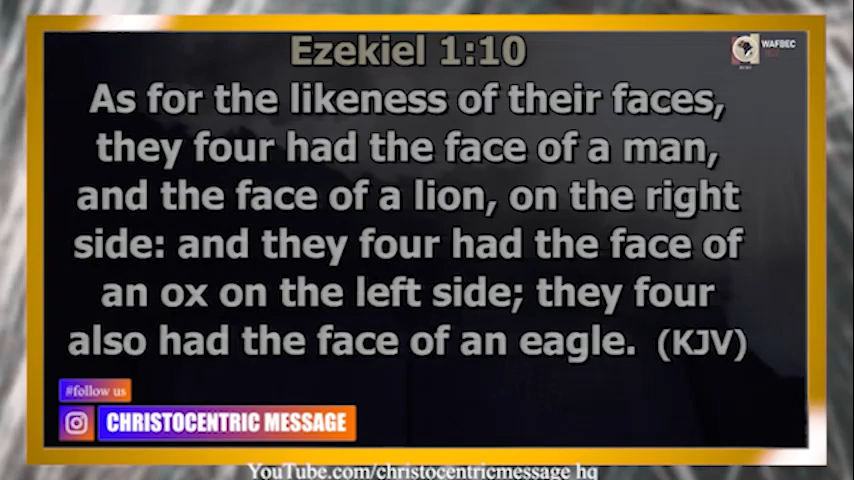 Ezekiel 1:10
WAFBEC
As for the likeness of their faces,
they four had the face of a man,
and the face of a lion, on the right
side: and they four had the face of
an ox on the left side; they four
also had the face of an eagle. (KJV)
#follow us
CHRISTOCENTRIC MESSAGE
YouTube.com/christocentricmessage hq